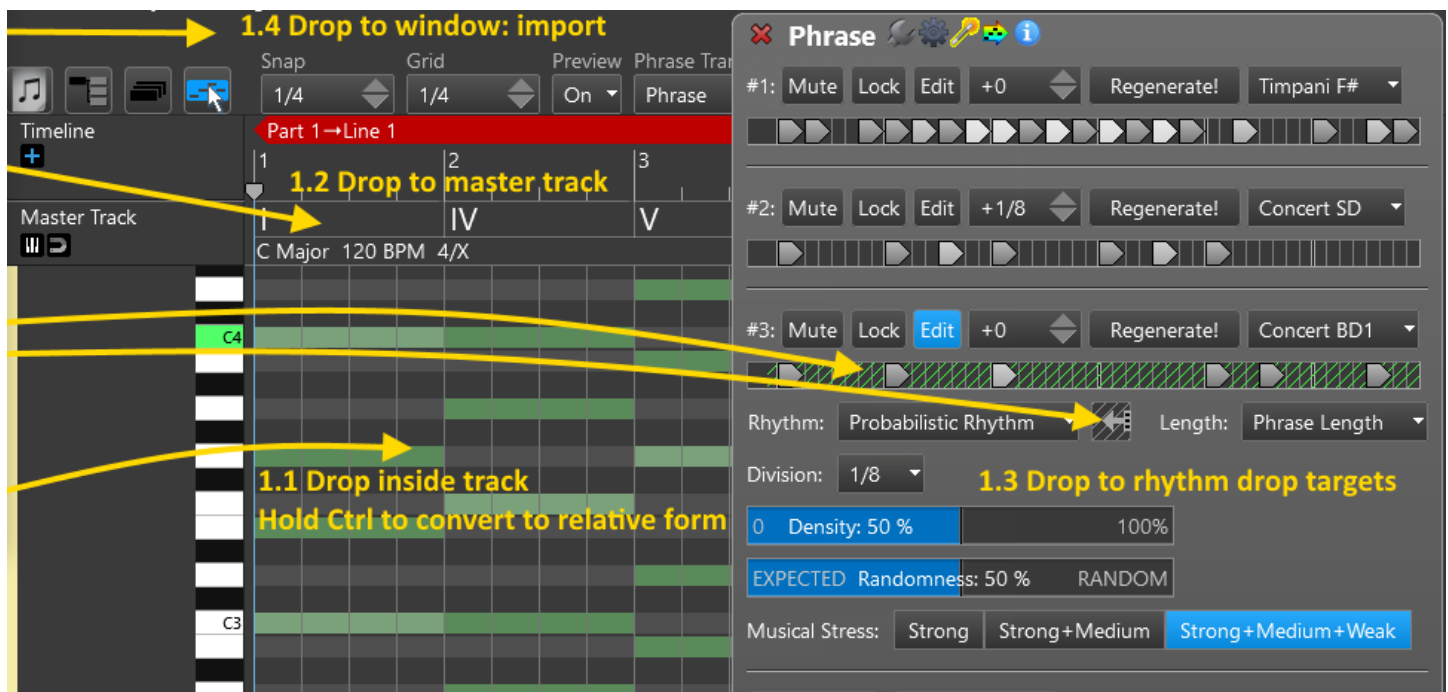 1.4 Drop to window: import
Snap Grid Preview Phrase Tran
1/4 1/4 On Phrase
Timeline
Part 1→Line 1
1 2 3
1.2 Drop to master track
Master Track
I IV V
C Major 120 BPM 4/X
C4
1.1 Drop inside track
Hold Ctrl to convert to relative form
C3
Phrase
#1: Mute Lock Edit +0 Regenerate! Timpani F#
#2: Mute Lock Edit +1/8 Regenerate! Concert SD
#3: Mute Lock Edit +0 Regenerate! Concert BD1
Rhythm: Probabilistic Rhythm Length: Phrase Length
Division: 1/8
1.3 Drop to rhythm drop targets
0 Density: 50 % 100%
EXPECTED Randomness: 50 % RANDOM
Musical Stress: Strong Strong+Medium Strong+Medium+Weak